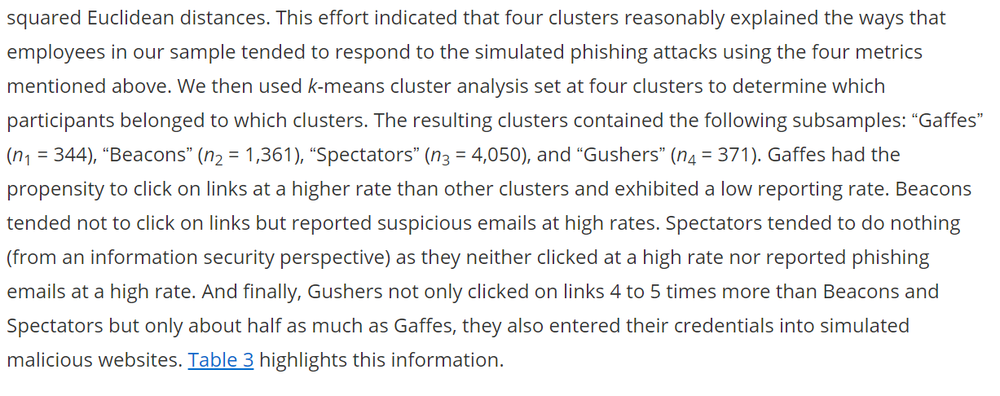 squared Euclidean distances. This effort indicated that four clusters reasonably explained the ways that
employees in our sample tended to respond to the simulated phishing attacks using the four metrics
mentioned above. We then used k-means cluster analysis set at four clusters to determine which
participants belonged to which clusters. The resulting clusters contained the following subsamples: “Gaffes”
(n₁ = 344), “Beacons” (n₂ = 1,361), “Spectators” (n₃ = 4,050), and “Gushers” (n₄ = 371). Gaffes had the
propensity to click on links at a higher rate than other clusters and exhibited a low reporting rate. Beacons
tended not to click on links but reported suspicious emails at high rates. Spectators tended to do nothing
(from an information security perspective) as they neither clicked at a high rate nor reported phishing
emails at a high rate. And finally, Gushers not only clicked on links 4 to 5 times more than Beacons and
Spectators but only about half as much as Gaffes, they also entered their credentials into simulated
malicious websites. Table 3 highlights this information.